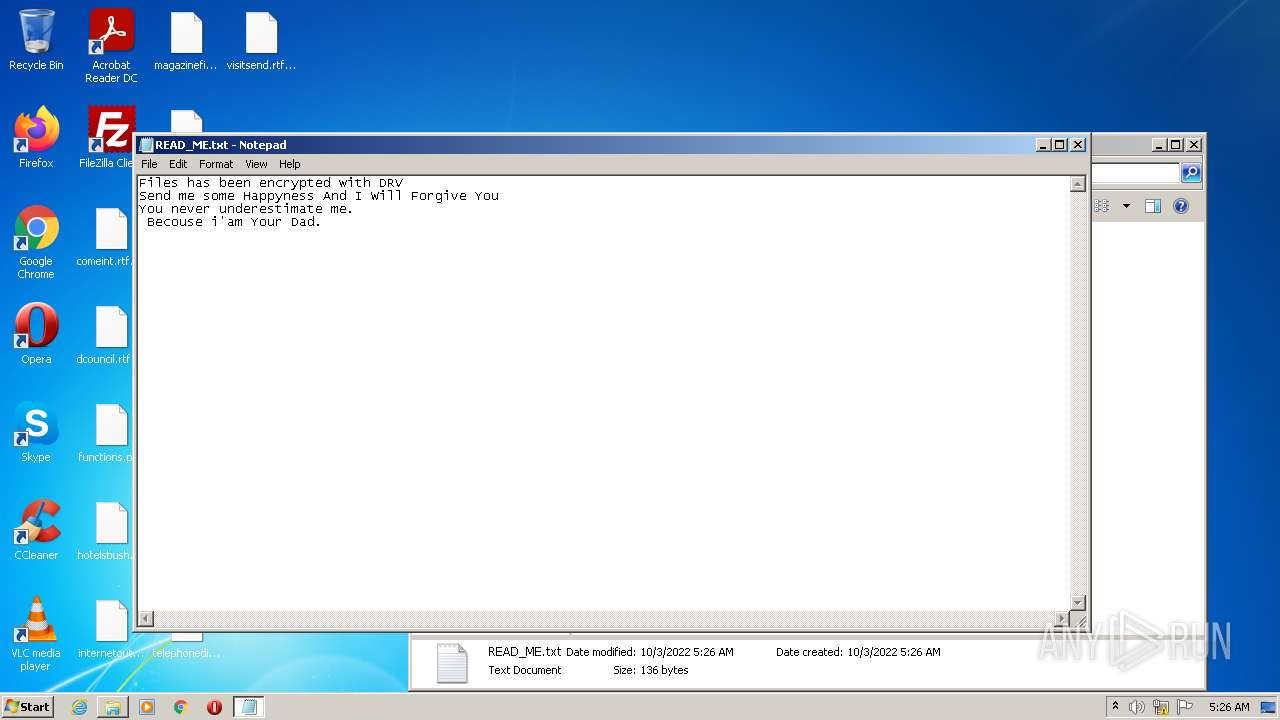 Recycle Bin
Acrobat Reader DC
magazinefi...
visitsend.rtf...
Firefox
FileZilla Clie
READ_ME.txt - Notepad
File Edit Format View Help
Files has been encrypted with DRV
Send me some Happyness And I Will Forgive You
You never underestimate me.
Becouse i'am Your Dad.
Google Chrome
comeint.rtf.
Opera
dcouncil.rtf
Skype
functions.p
CCleaner
hotelsbush.
VLC media player
internetout...
telephonedi...
READ_ME.txt Date modified: 10/3/2022 5:26 AM Date created: 10/3/2022 5:26 AM
Text Document Size: 136 bytes
ANY RUN
Start
5:26 AM